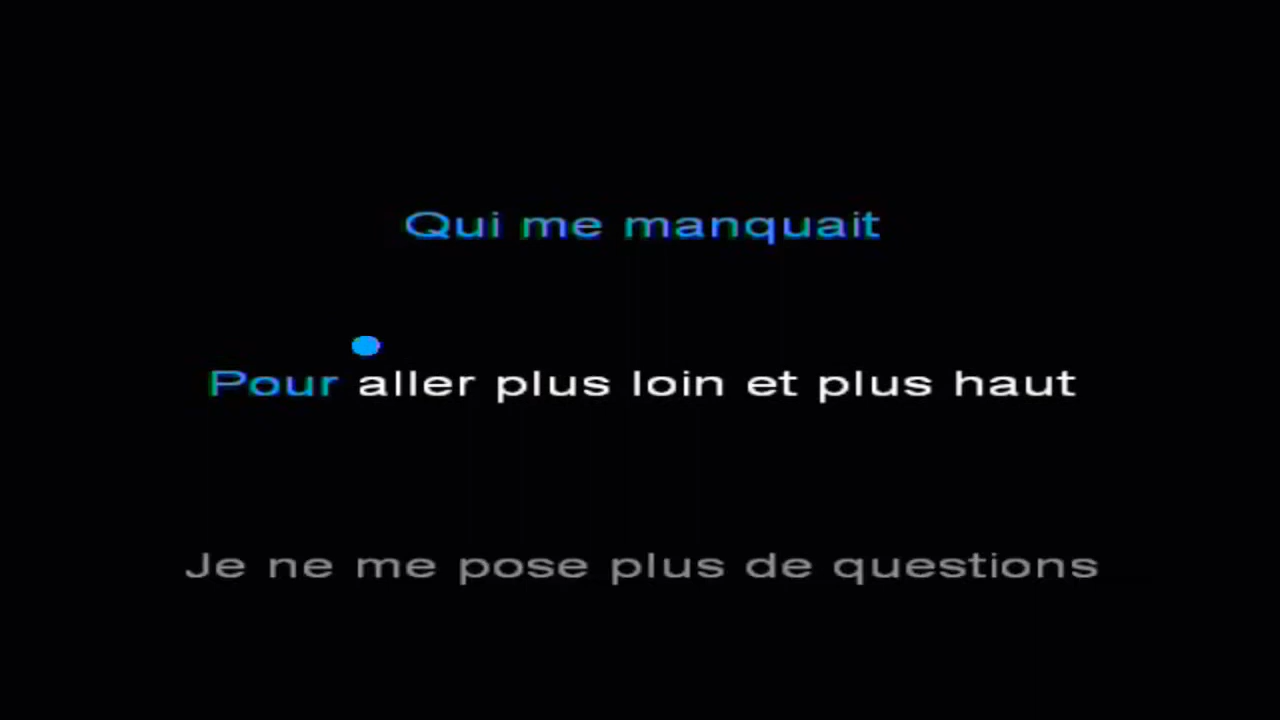 Qui me manquait
Pour aller plus loin et plus haut
Je ne me pose plus de questions